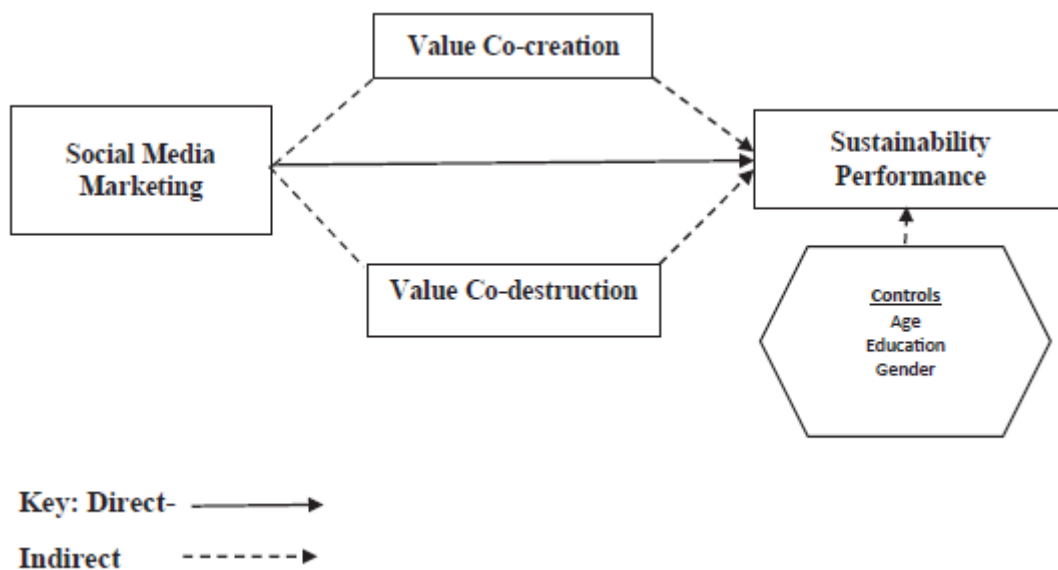 Value Co-creation
Social Media
Marketing
Sustainability
Performance
Value Co-destruction
Controls
Age
Education
Gender
Key: Direct-
Indirect